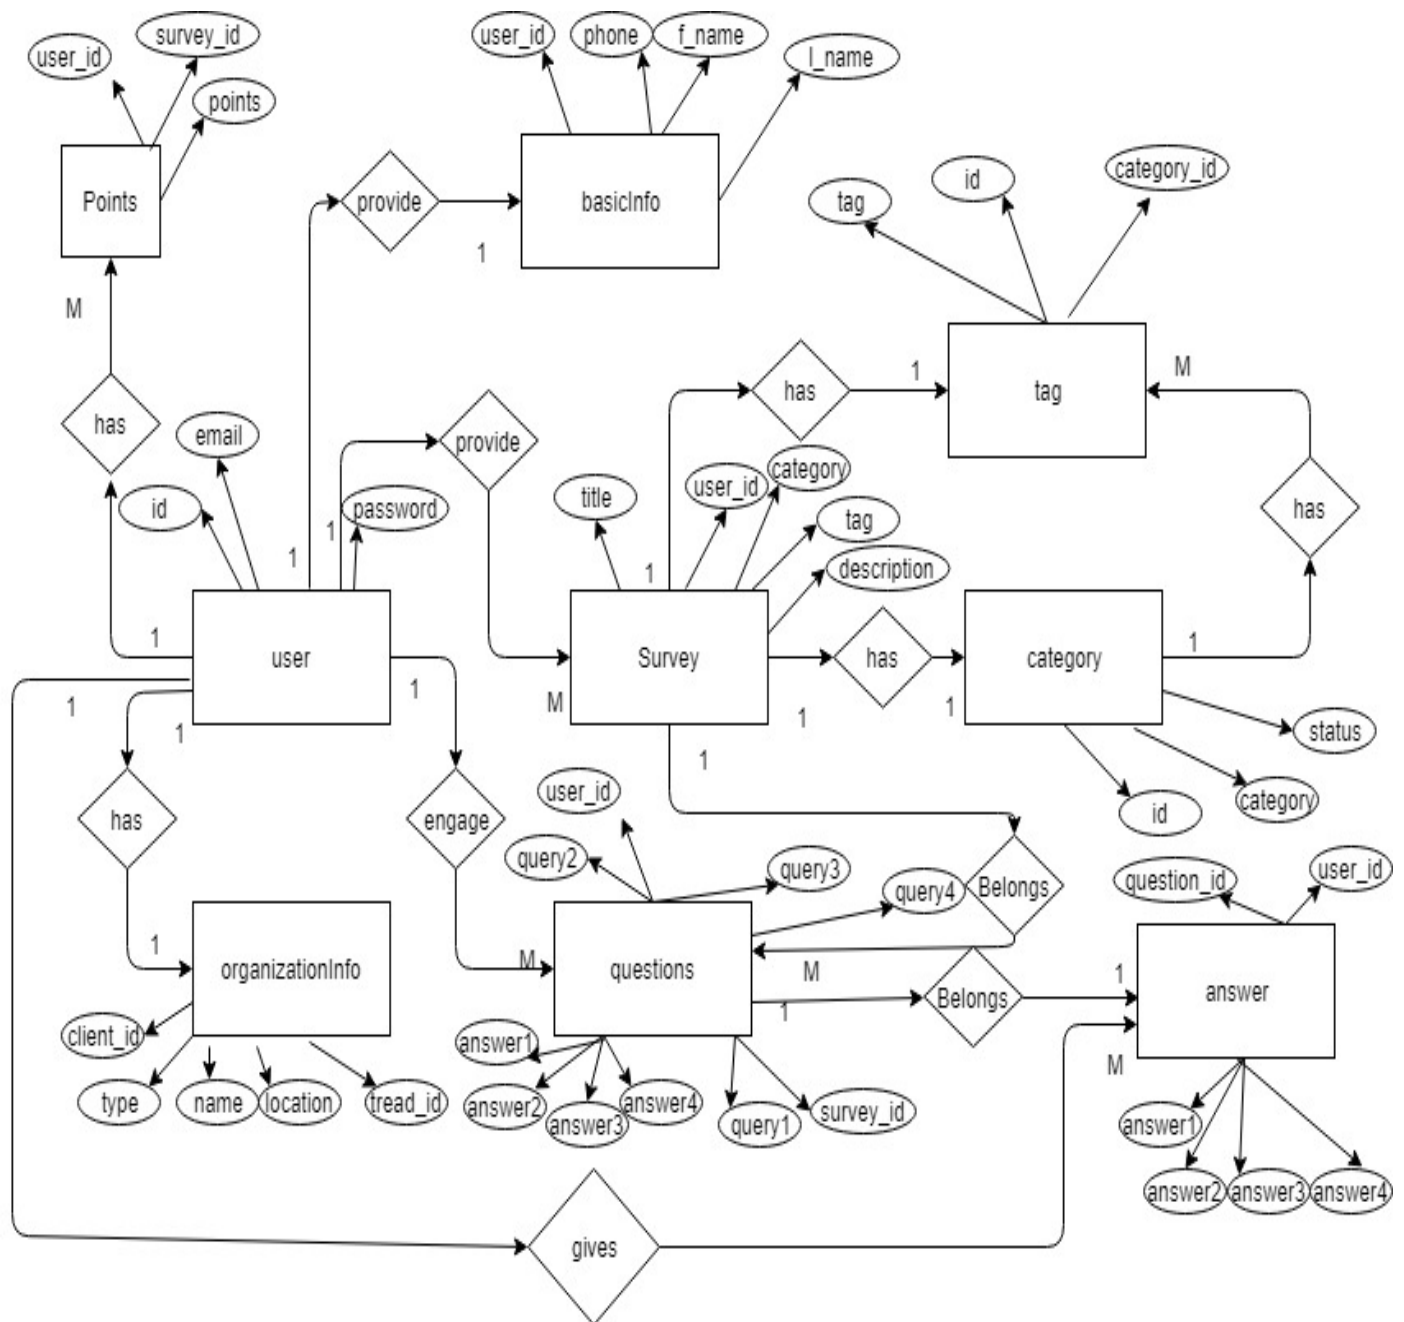 survey_id
user_id
points
Points
user_id
phone
f_name
l_name
provide
basicInfo
1
M
has
category_id
id
tag
tag
has
1
M
has
provide
email
id
password
1
1
title
user_id
category
tag
description
1
1
user
1
1
1
Survey
M
has
1
1
category
1
status
category
id
1
has
engage
user_id
query2
query3
query4
Belongs
question_id
user_id
1
organizationInfo
M
questions
M
1
Belongs
1
answer
M
client_id
type
name
location
tread_id
answer1
answer2
answer3
answer4
query1
survey_id
answer1
answer2
answer3
answer4
gives